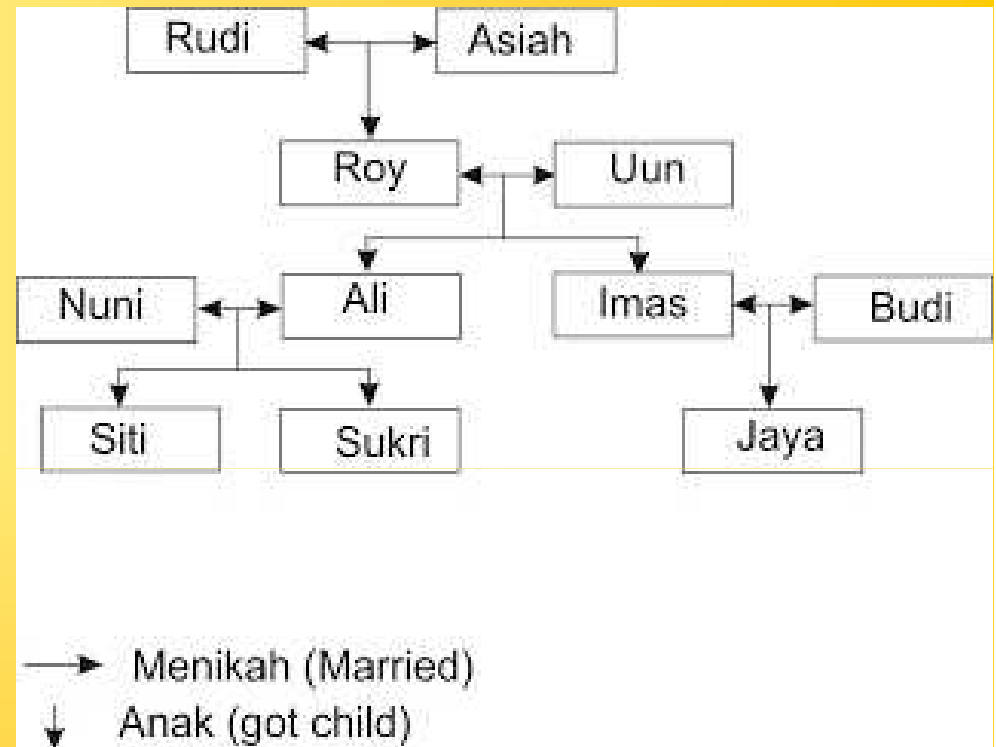 Rudi Asiah
Roy Uun
Nuni Ali Imas Budi
Siti Sukri Jaya
Menikah (Married)
Anak (got child)